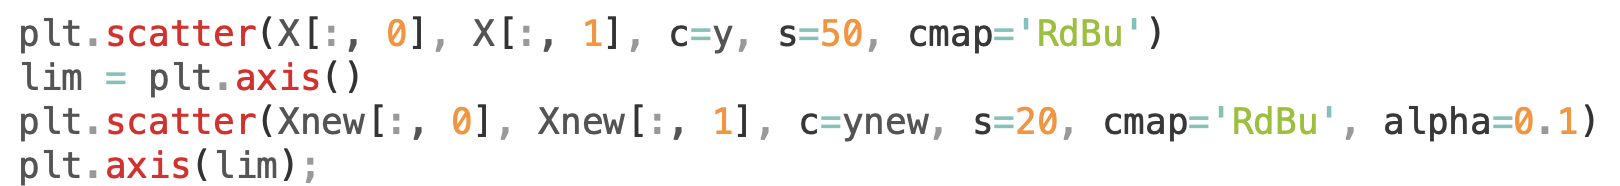 plt.scatter(X[:, 0], X[:, 1], c=y, s=50, cmap='RdBu')
lim = plt.axis()
plt.scatter(Xnew[:, 0], Xnew[:, 1], c=ynew, s=20, cmap='RdBu', alpha=0.1)
plt.axis(lim);